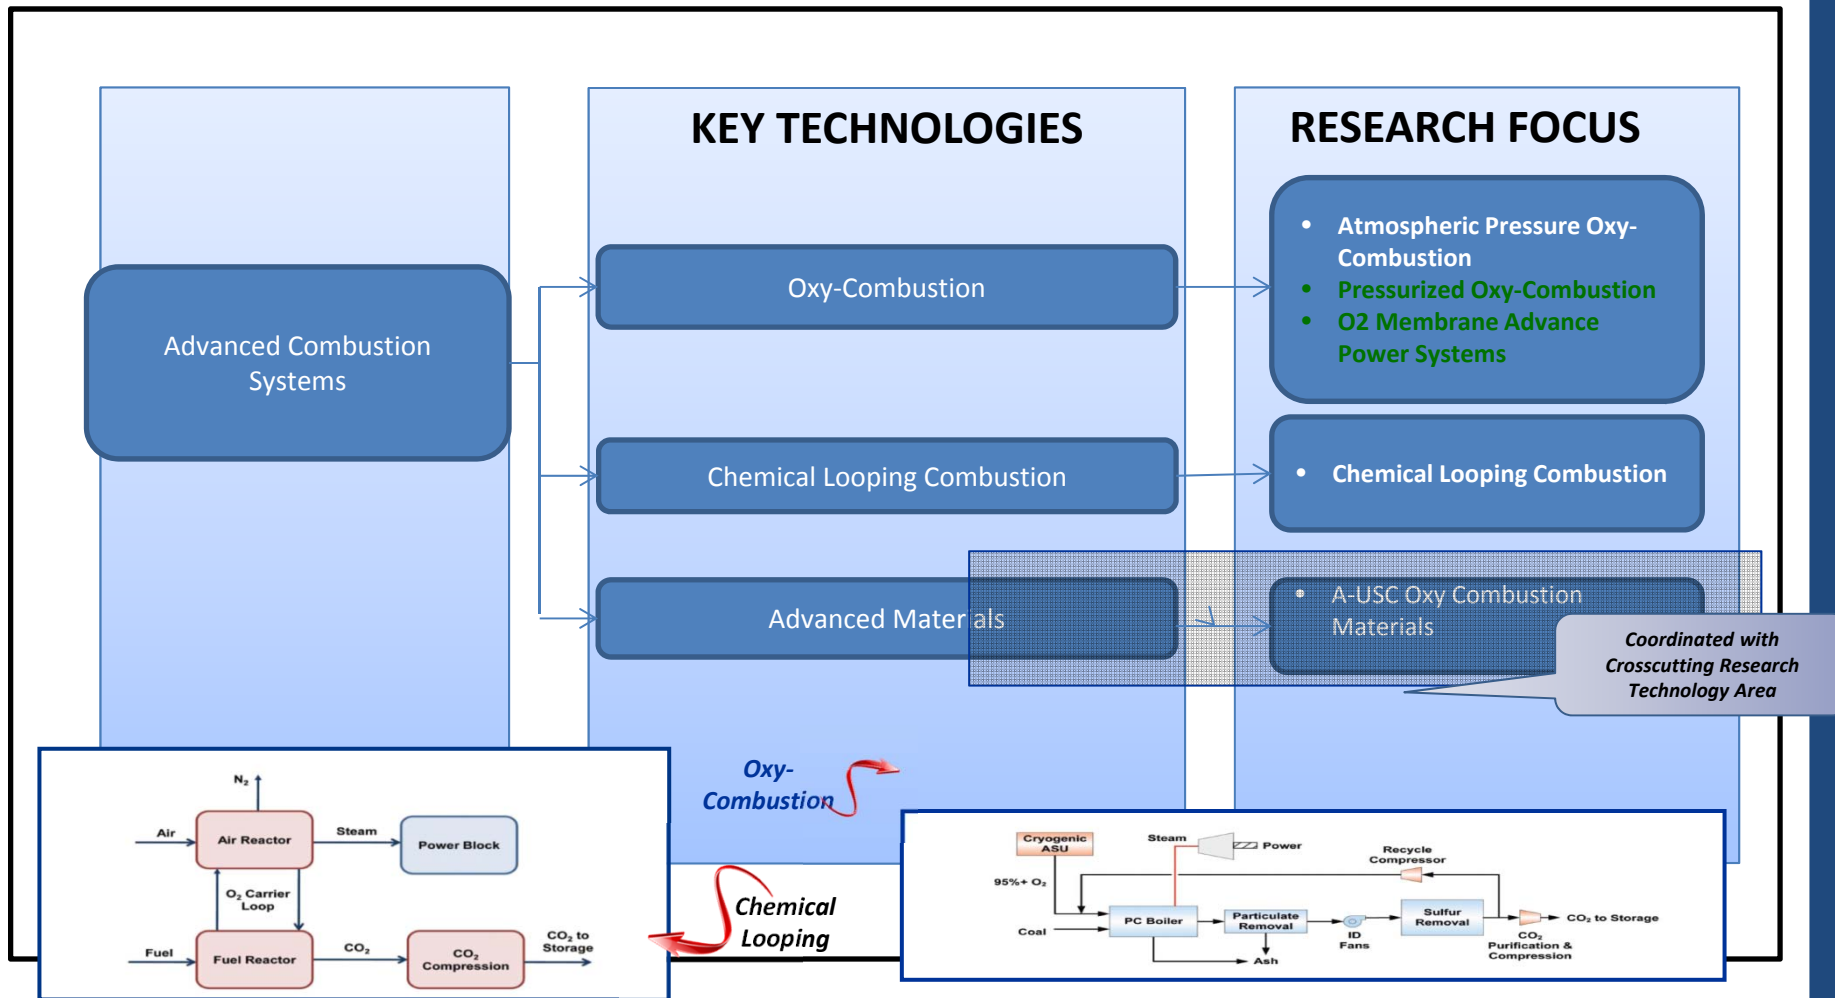 KEY TECHNOLOGIES
RESEARCH FOCUS
Advanced Combustion
Systems
Oxy-Combustion
• Atmospheric Pressure Oxy-
Combustion
• Pressurized Oxy-Combustion
• O2 Membrane Advance
Power Systems
Chemical Looping Combustion
• Chemical Looping Combustion
Advanced Materials
• A-USC Oxy Combustion
Materials
Coordinated with
Crosscutting Research
Technology Area
Oxy-
Combustion
Chemical
Looping
N₂
Air
Air Reactor
Steam
Power Block
O₂ Carrier
Loop
Fuel
Fuel Reactor
CO₂
CO₂
Compression
CO₂ to
Storage
Cryogenic
ASU
Steam
Power
Recycle
Compressor
95%+ O₂
PC Boiler
Particulate
Removal
Sulfur
Removal
CO₂ to Storage
Coal
ID
Fans
CO₂
Purification &
Compression
Ash